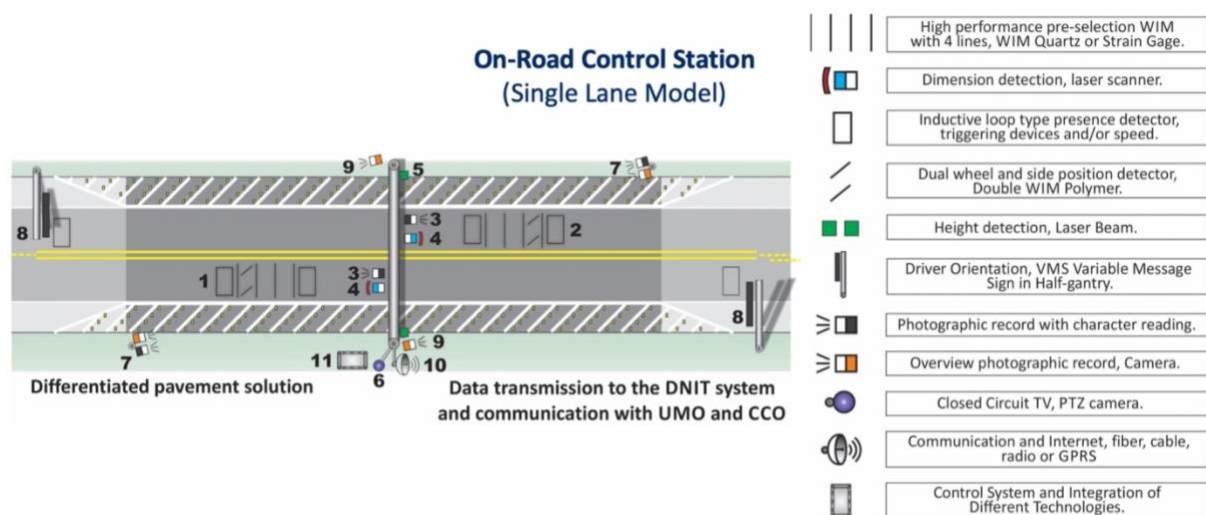 On-Road Control Station
(Single Lane Model)
9
5
7
8
3
4
2
1
3
4
8
7
11
6
9
10
Differentiated pavement solution
Data transmission to the DNIT system
and communication with UMO and CCO
High performance pre-selection WIM
with 4 lines, WIM Quartz or Strain Gage.
Dimension detection, laser scanner.
Inductive loop type presence detector,
triggering devices and/or speed.
Dual wheel and side position detector,
Double WIM Polymer.
Height detection, Laser Beam.
Driver Orientation, VMS Variable Message
Sign in Half-gantry.
Photographic record with character reading.
Overview photographic record, Camera.
Closed Circuit TV, PTZ camera.
Communication and Internet, fiber, cable,
radio or GPRS
Control System and Integration of
Different Technologies.